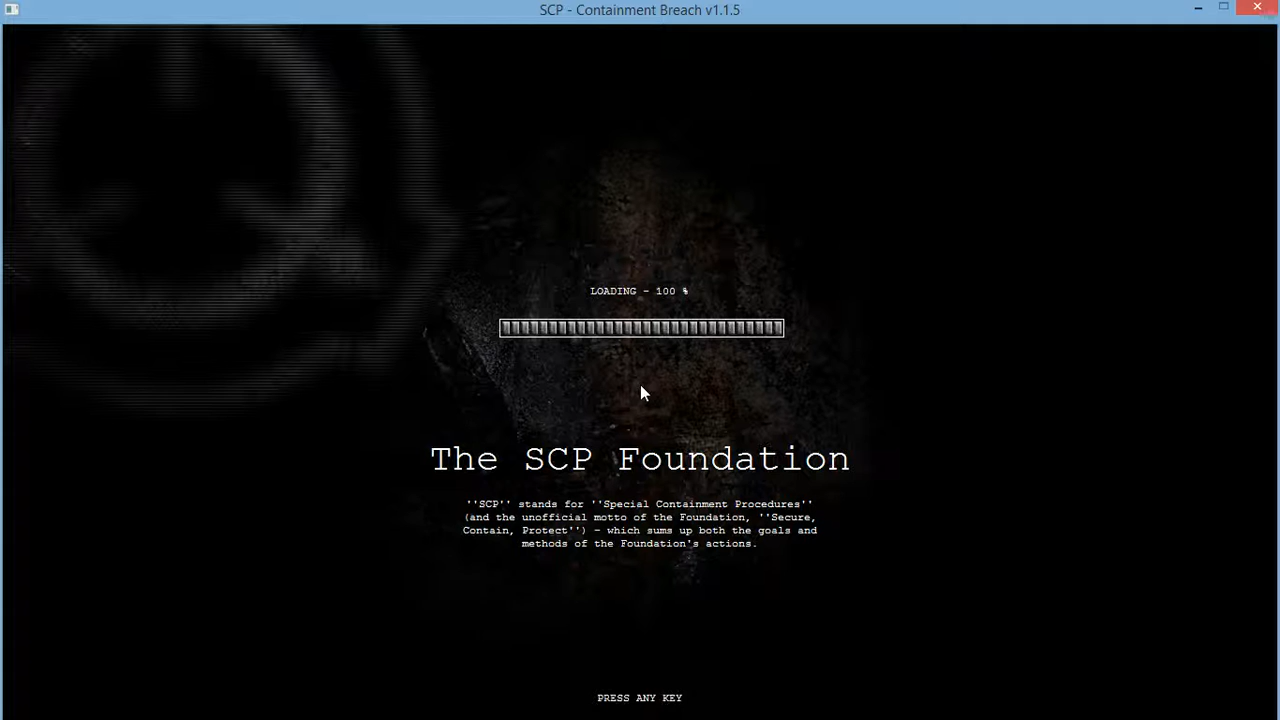 SCP - Containment Breach v1.1.5
LOADING - 100 %
The SCP Foundation
''SCP'' stands for ''Special Containment Procedures''
(and the unofficial motto of the Foundation, ''Secure,
Contain, Protect'') - which sums up both the goals and
methods of the Foundation's actions.
PRESS ANY KEY